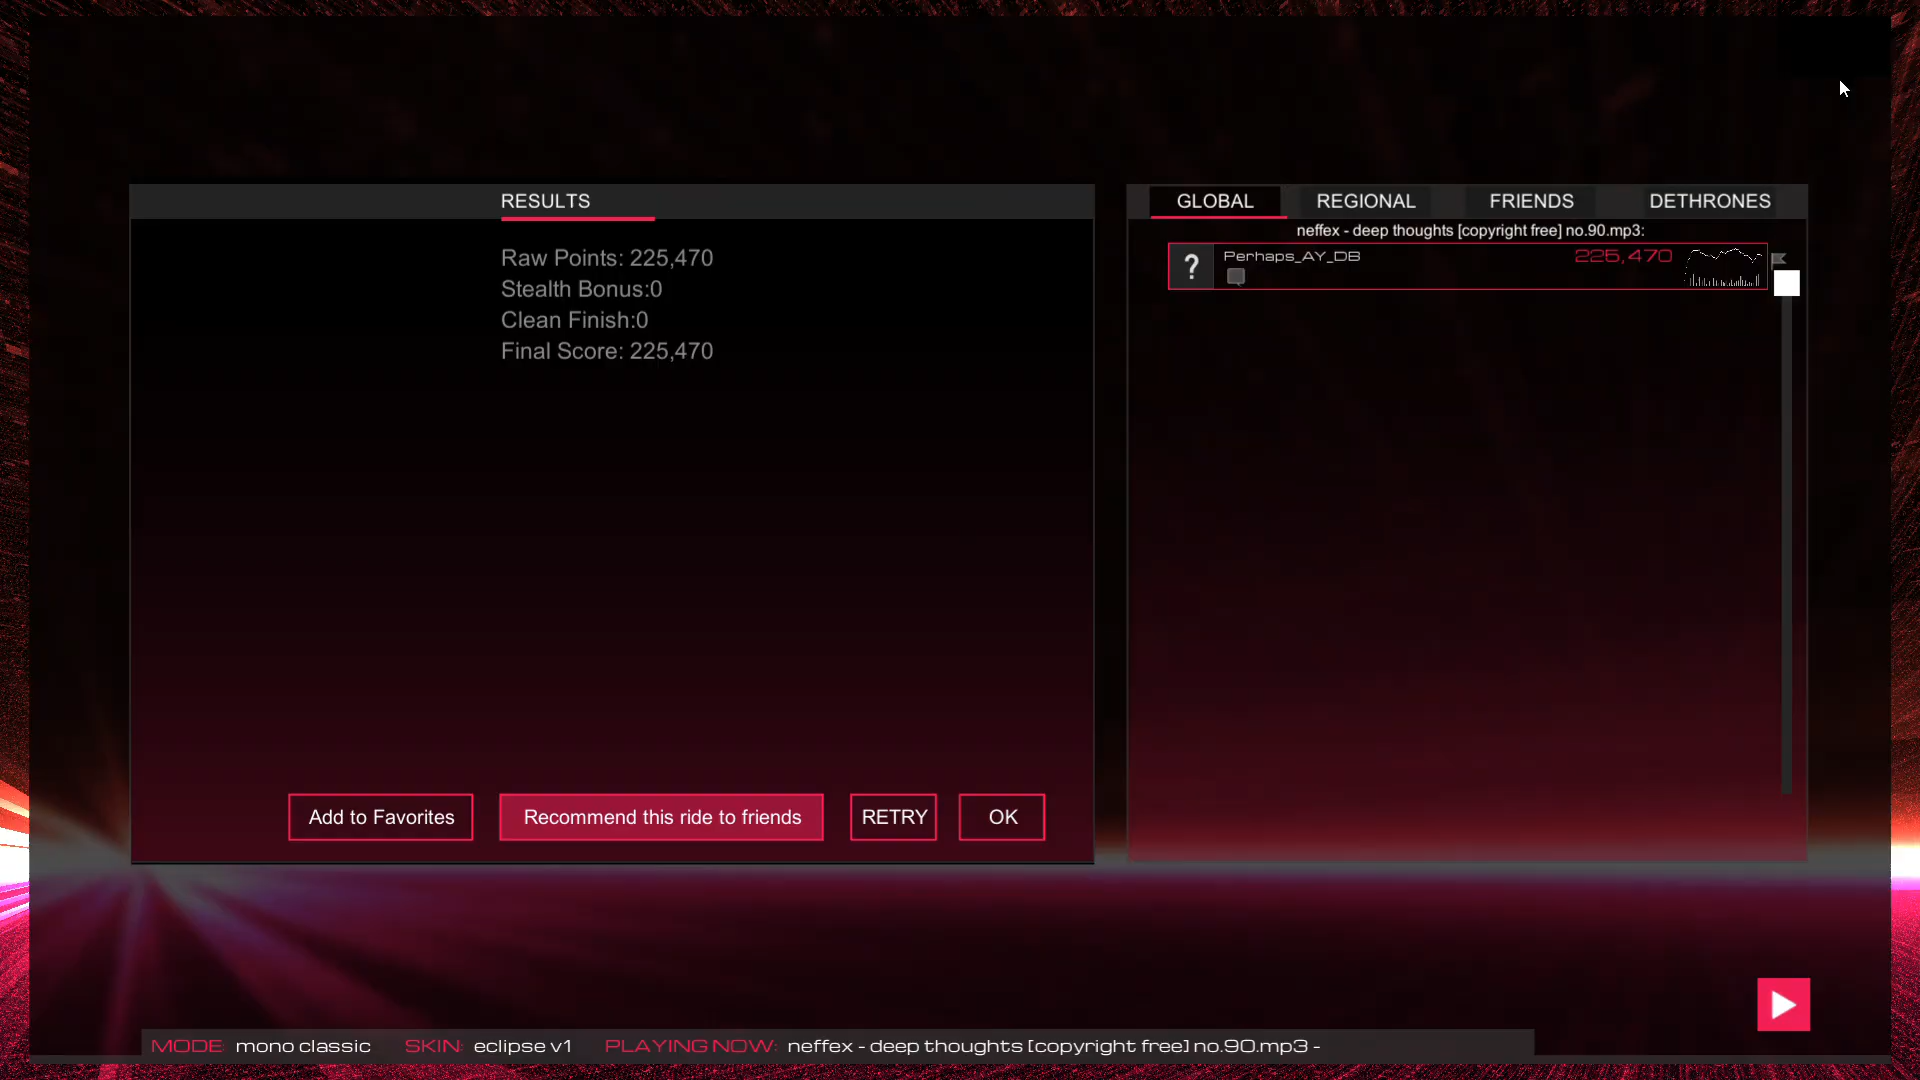 RESULTS
Raw Points: 225,470
Stealth Bonus:0
Clean Finish:0
Final Score: 225,470
Add to Favorites
Recommend this ride to friends
RETRY
OK
GLOBAL REGIONAL FRIENDS DETHRONES
neffex - deep thoughts [copyright free] no.90.mp3:
? Perhaps_AY_DB 225,470
MODE: mono classic SKIN: eclipse v1 PLAYING NOW: neffex - deep thoughts [copyright free] no.90.mp3 -